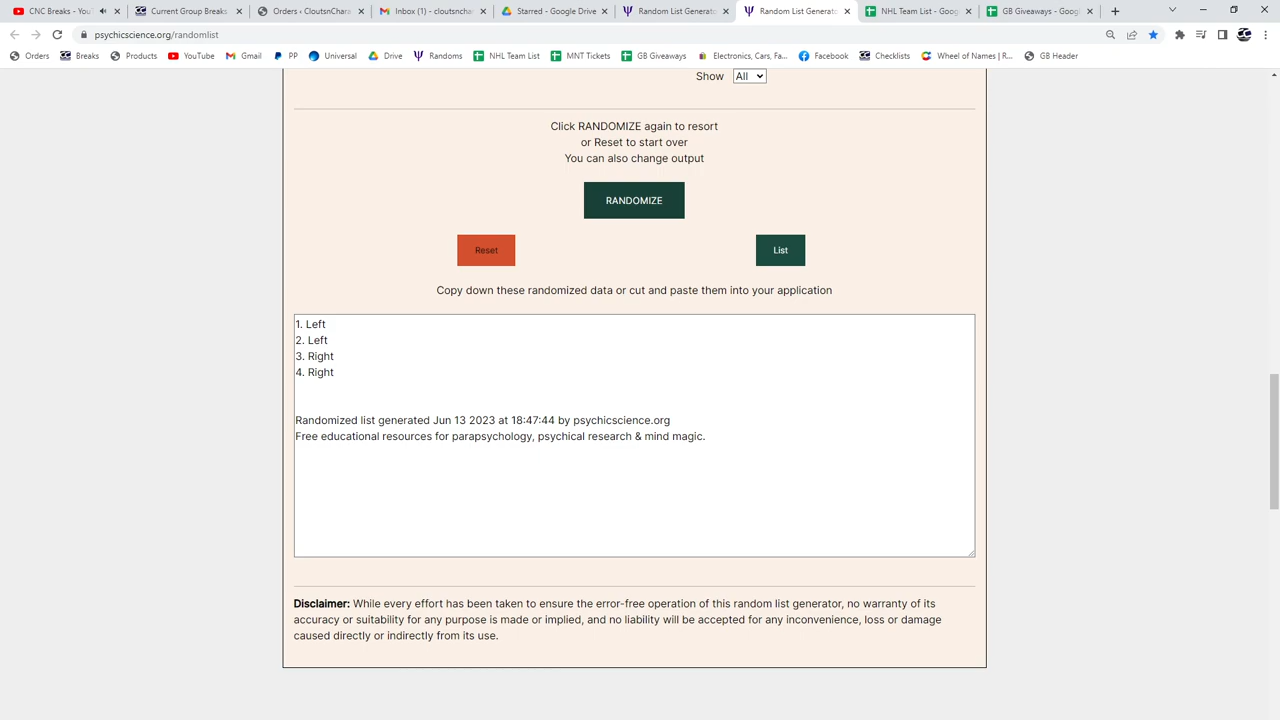 CNC Breaks - You
Current Group Breaks
Orders
CloutsnChara
Inbox (1) - cloutsnchar
Starred - Google Drive
Random List Generato
Random List Generato
NHL Team List - Goog
GB Giveaways - Googl
psychicscience.org/randomlist
Orders
Breaks
Products
YouTube
Gmail
PP
Universal
Drive
Randoms
NHL Team List
MNT Tickets
GB Giveaways
Electronics, Cars, Fa...
Facebook
Checklists
Wheel of Names | R...
GB Header
Show All
Click RANDOMIZE again to resort
or Reset to start over
You can also change output
RANDOMIZE
Reset
List
Copy down these randomized data or cut and paste them into your application
1. Left
2. Left
3. Right
4. Right
Randomized list generated Jun 13 2023 at 18:47:44 by psychicscience.org
Free educational resources for parapsychology, psychical research & mind magic.
Disclaimer: While every effort has been taken to ensure the error-free operation of this random list generator, no warranty of its
accuracy or suitability for any purpose is made or implied, and no liability will be accepted for any inconvenience, loss or damage
caused directly or indirectly from its use.